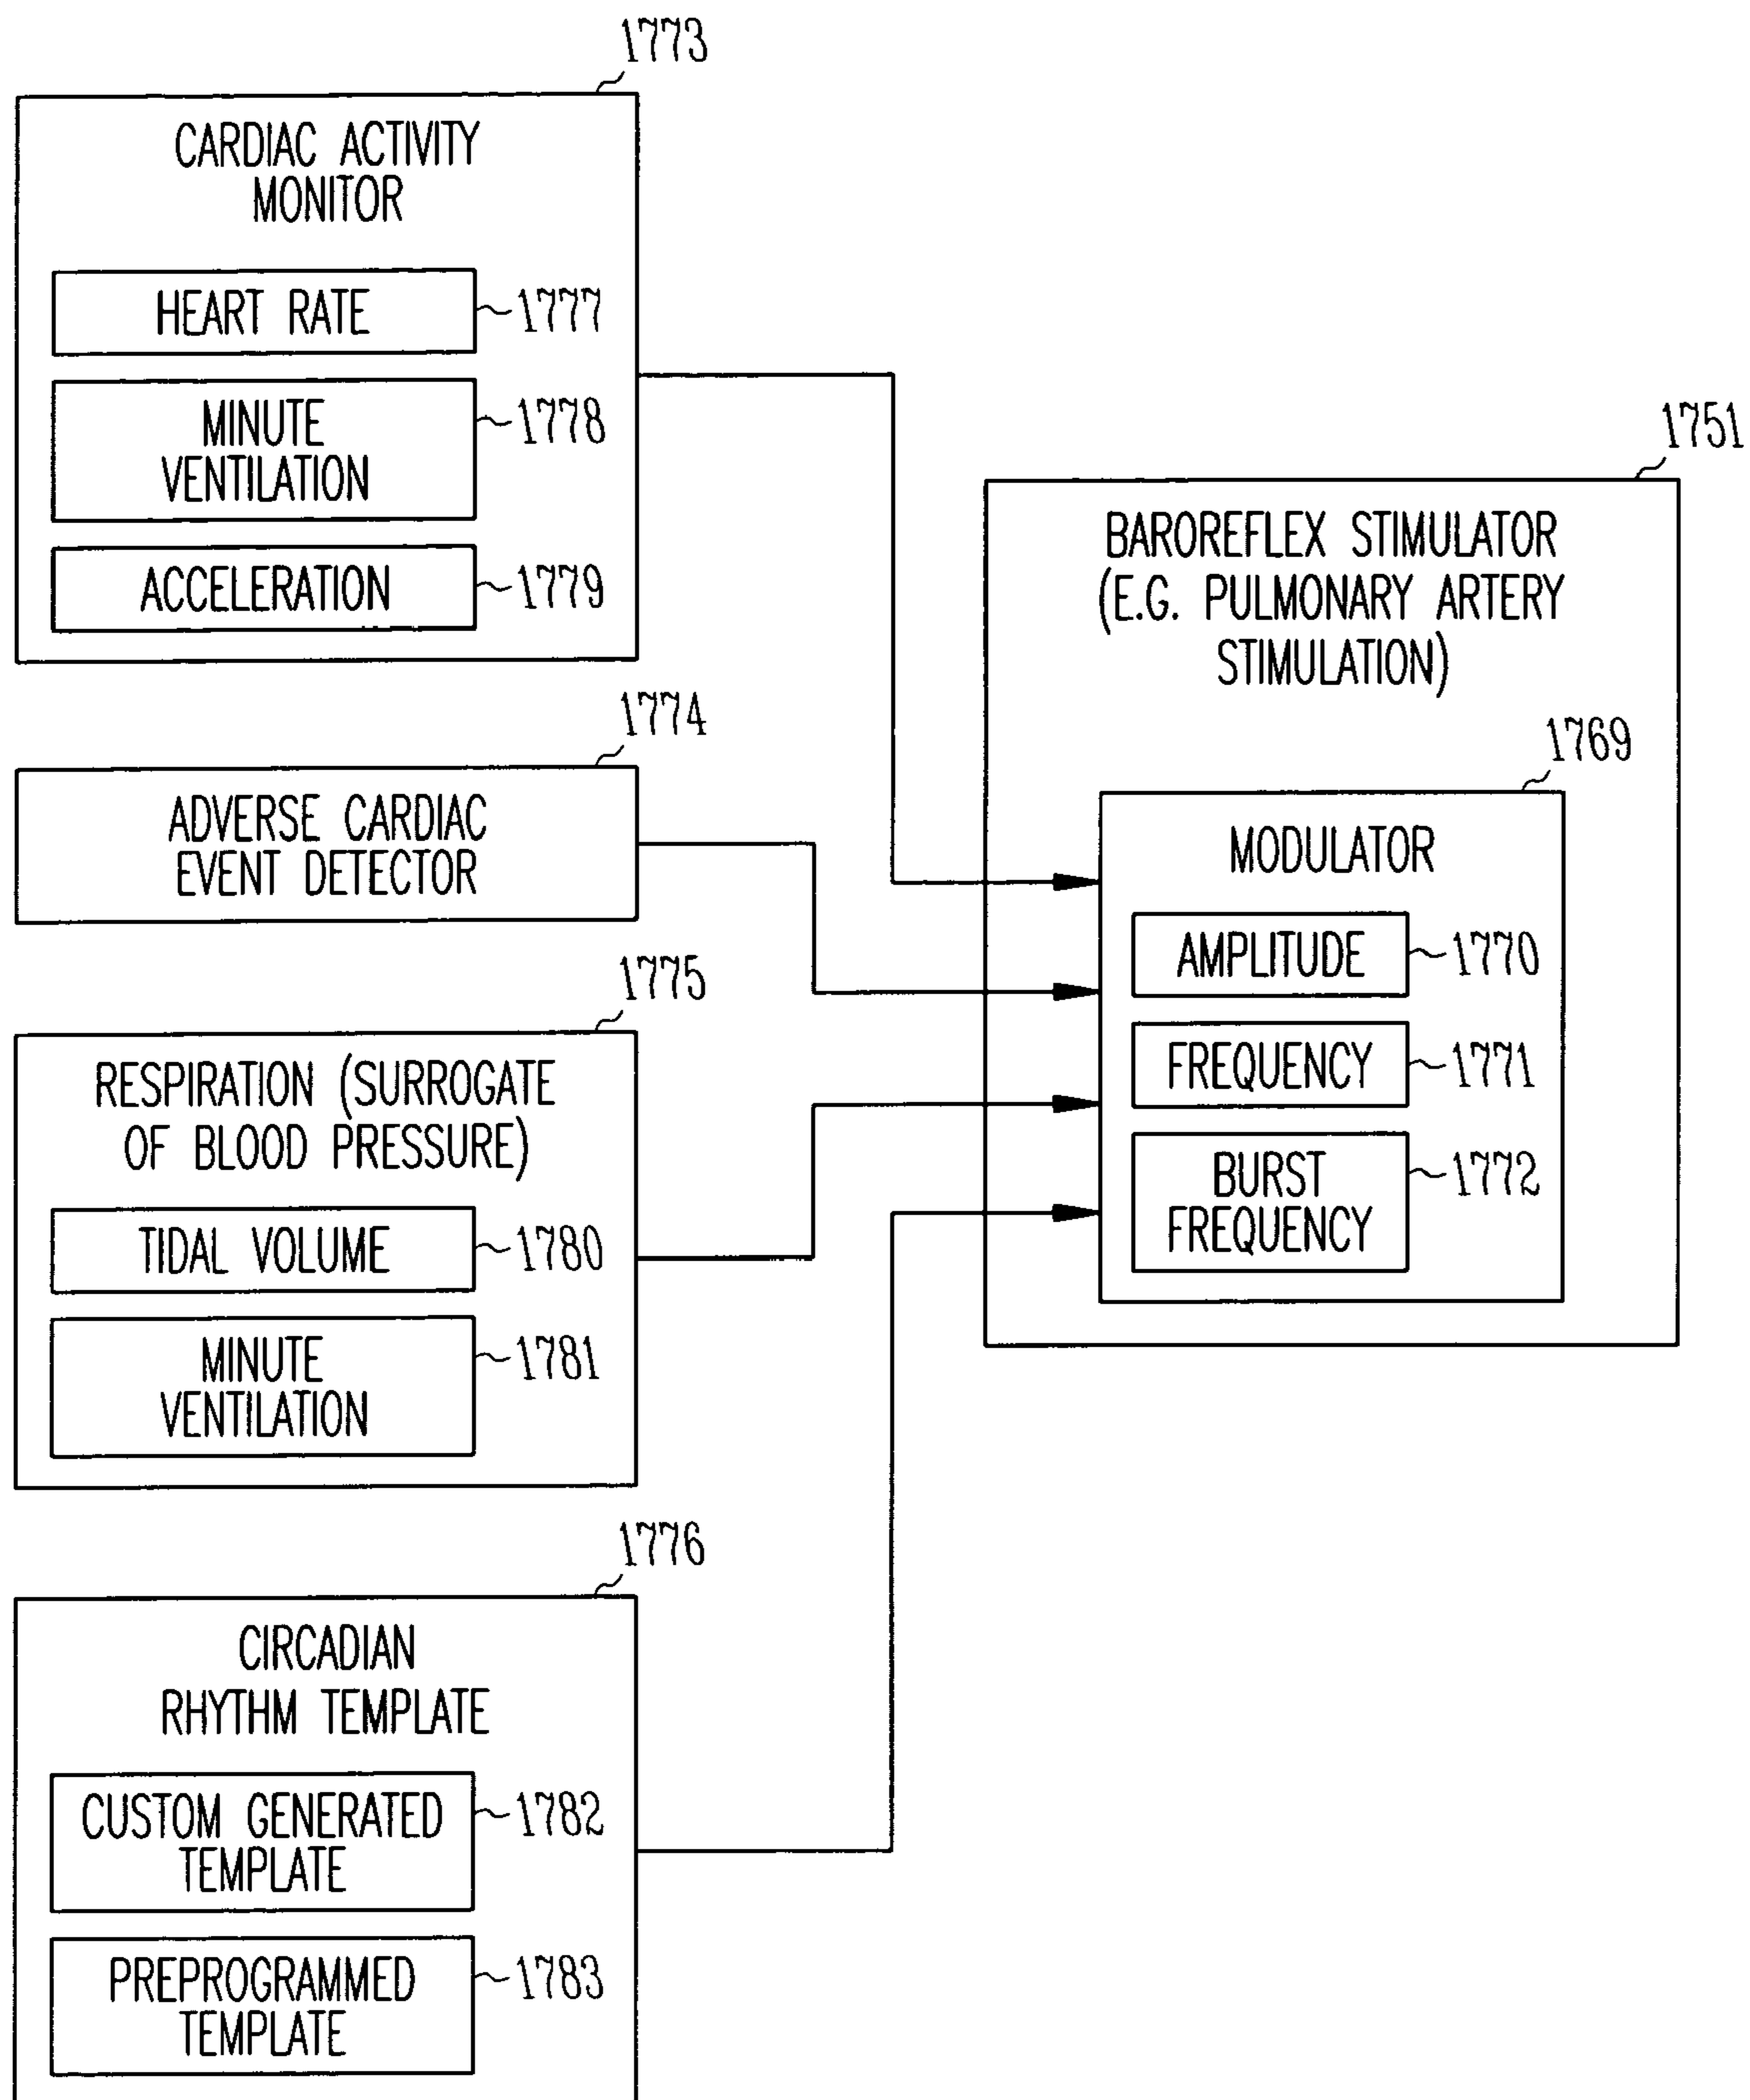 1773
CARDIAC ACTIVITY
MONITOR
HEART RATE
1777
MINUTE
VENTILATION
1778
ACCELERATION
1779
1774
ADVERSE CARDIAC
EVENT DETECTOR
1775
RESPIRATION (SURROGATE
OF BLOOD PRESSURE)
TIDAL VOLUME
1780
MINUTE
VENTILATION
1781
1776
CIRCADIAN
RHYTHM TEMPLATE
CUSTOM GENERATED
TEMPLATE
1782
PREPROGRAMMED
TEMPLATE
1783
1751
BAROREFLEX STIMULATOR
(E.G. PULMONARY ARTERY
STIMULATION)
1769
MODULATOR
AMPLITUDE
1770
FREQUENCY
1771
BURST
FREQUENCY
1772